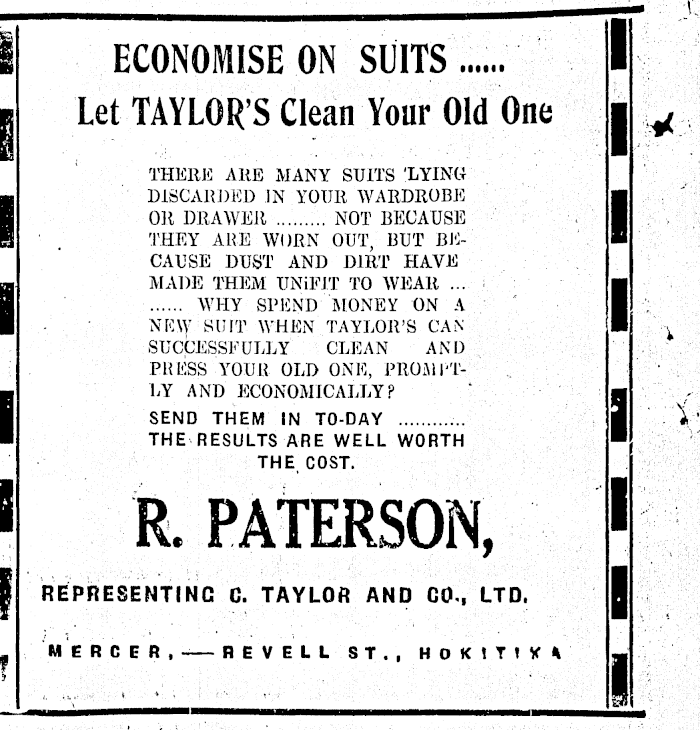 ECONOMISE ON SUITS ......
Let TAYLOR'S Clean Your Old One
THERE ARE MANY SUITS 'LYING
DISCARDED IN YOUR WARDROBE
OR DRAWER ......... NOT BECAUSE
THEY ARE WORN OUT, BUT BE-
CAUSE DUST AND DIRT HAVE
MADE THEM UNiFIT TO WEAR ...
...... WHY SPEND MONEY ON A
NEW SUIT WHEN TAYLOR'S CAN
SUCCESSFULLY CLEAN AND
PRESS YOUR OLD ONE, PROMPT-
LY AND ECONOMICALLY?
SEND THEM IN TO-DAY ............
THE RESULTS ARE WELL WORTH
THE COST.
R. PATERSON,
REPRESENTING C. TAYLOR AND CO., LTD.
MERCER,—REVELL ST., HOKITIKA